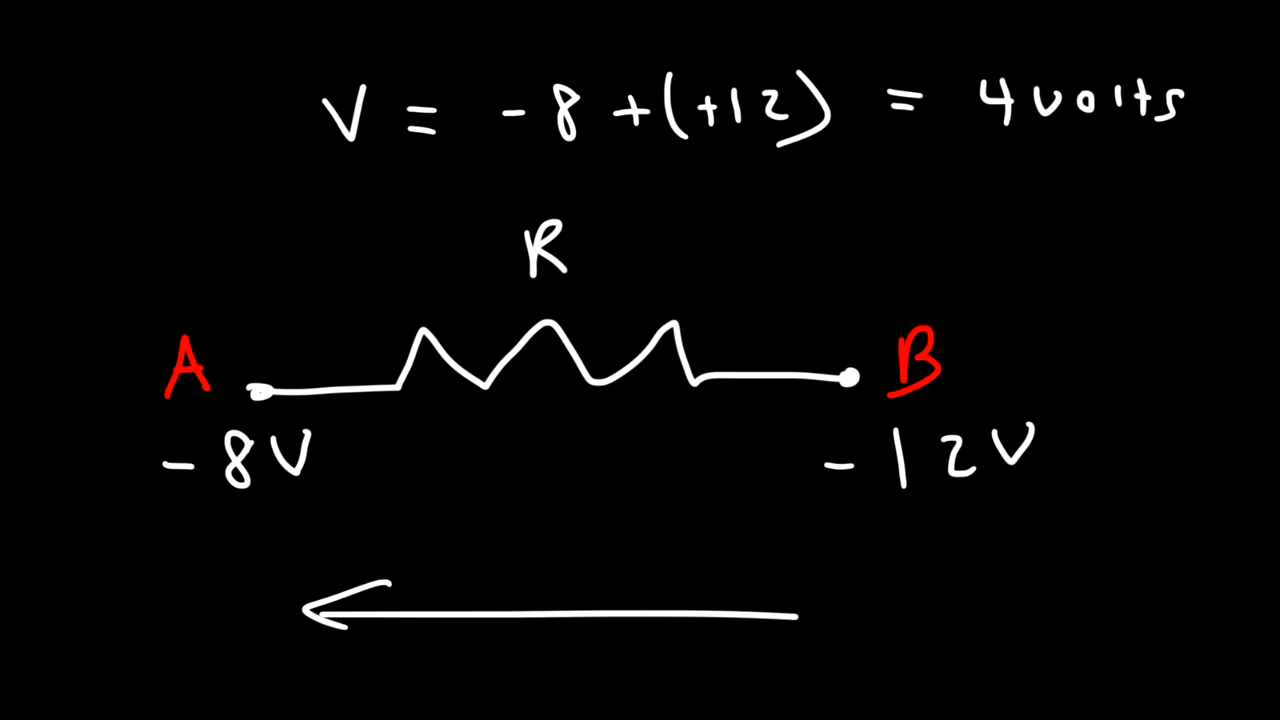 V = -8 + (+12) = 4 volts
R
A B
-8V -12V